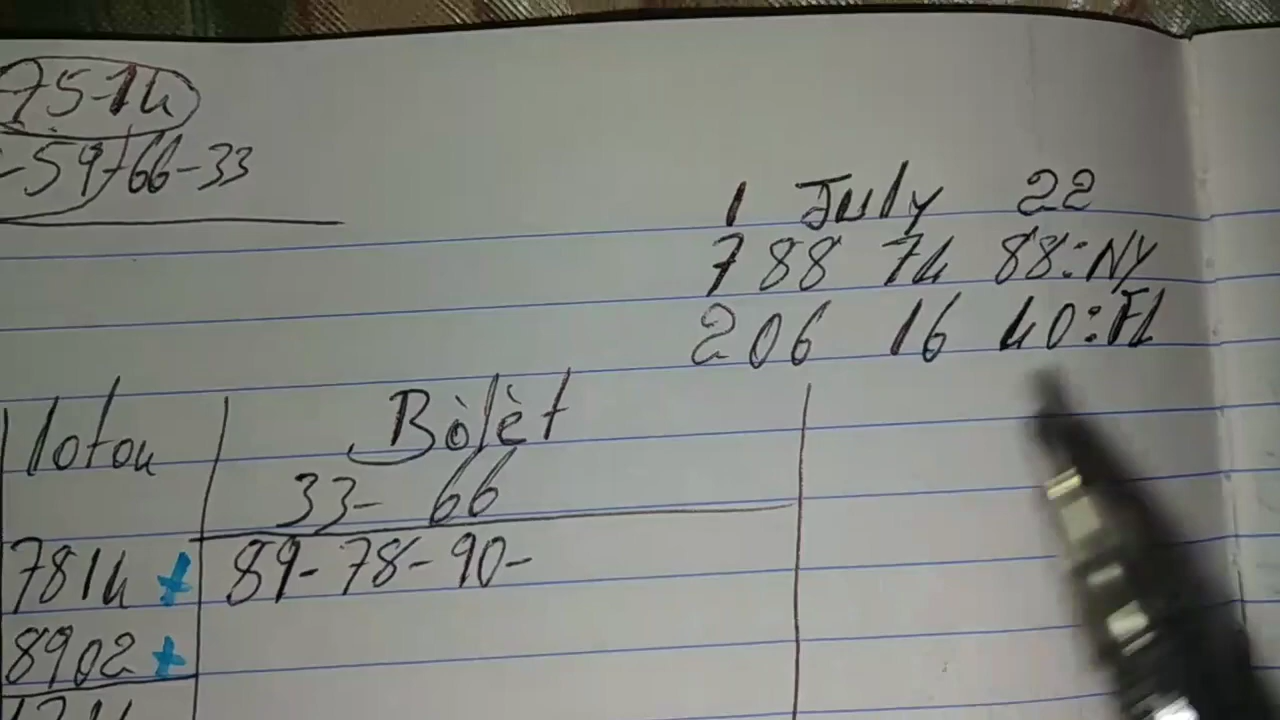 75-14
-59+66-33
1 July 22
788 74 88:NY
206 16 40:FL
lotou
Bòlèt
33- 66
7814 +
89-78-90-
8902 +